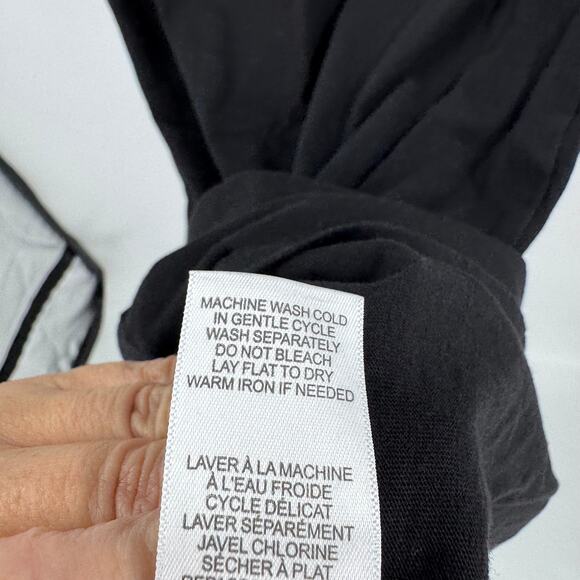 MACHINE WASH COLD
IN GENTLE CYCLE
WASH SEPARATELY
DO NOT BLEACH
LAY FLAT TO DRY
WARM IRON IF NEEDED
LAVER À LA MACHINE
À L'EAU FROIDE
CYCLE DÉLICAT
LAVER SÉPARÉMENT
JAVEL CHLORINE
SÉCHER À PLAT